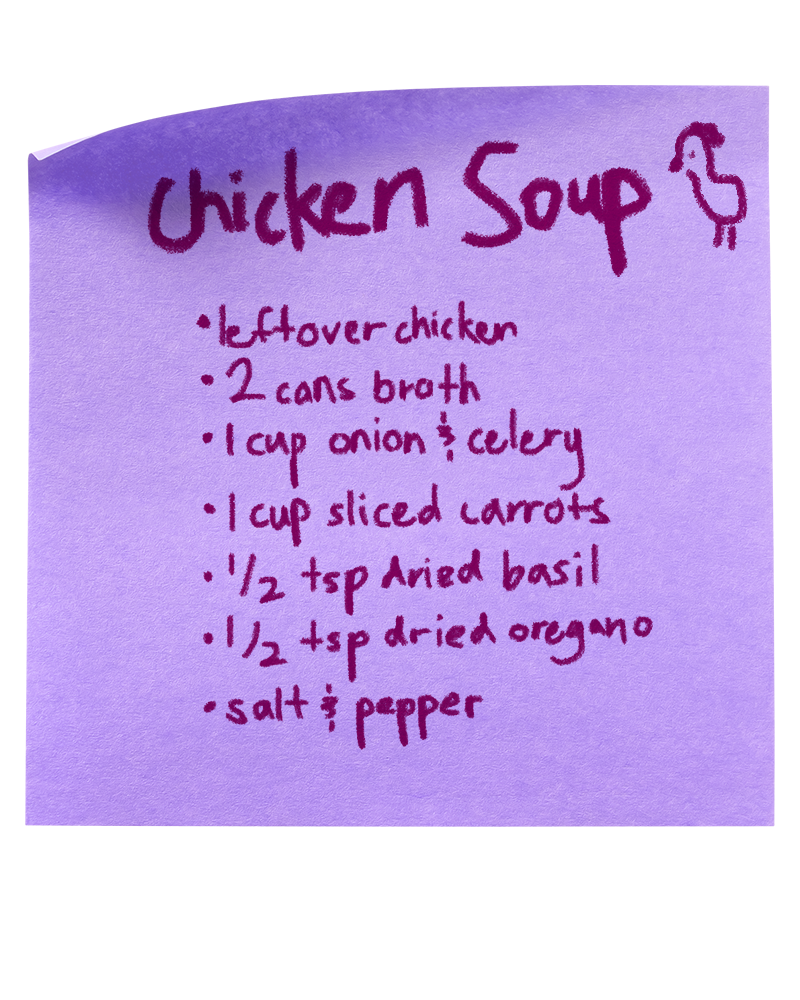 Chicken Soup
• leftover chicken
• 2 cans broth
• 1 cup onion & celery
• 1 cup sliced carrots
• 1/2 tsp dried basil
• 1/2 tsp dried oregano
• salt & pepper